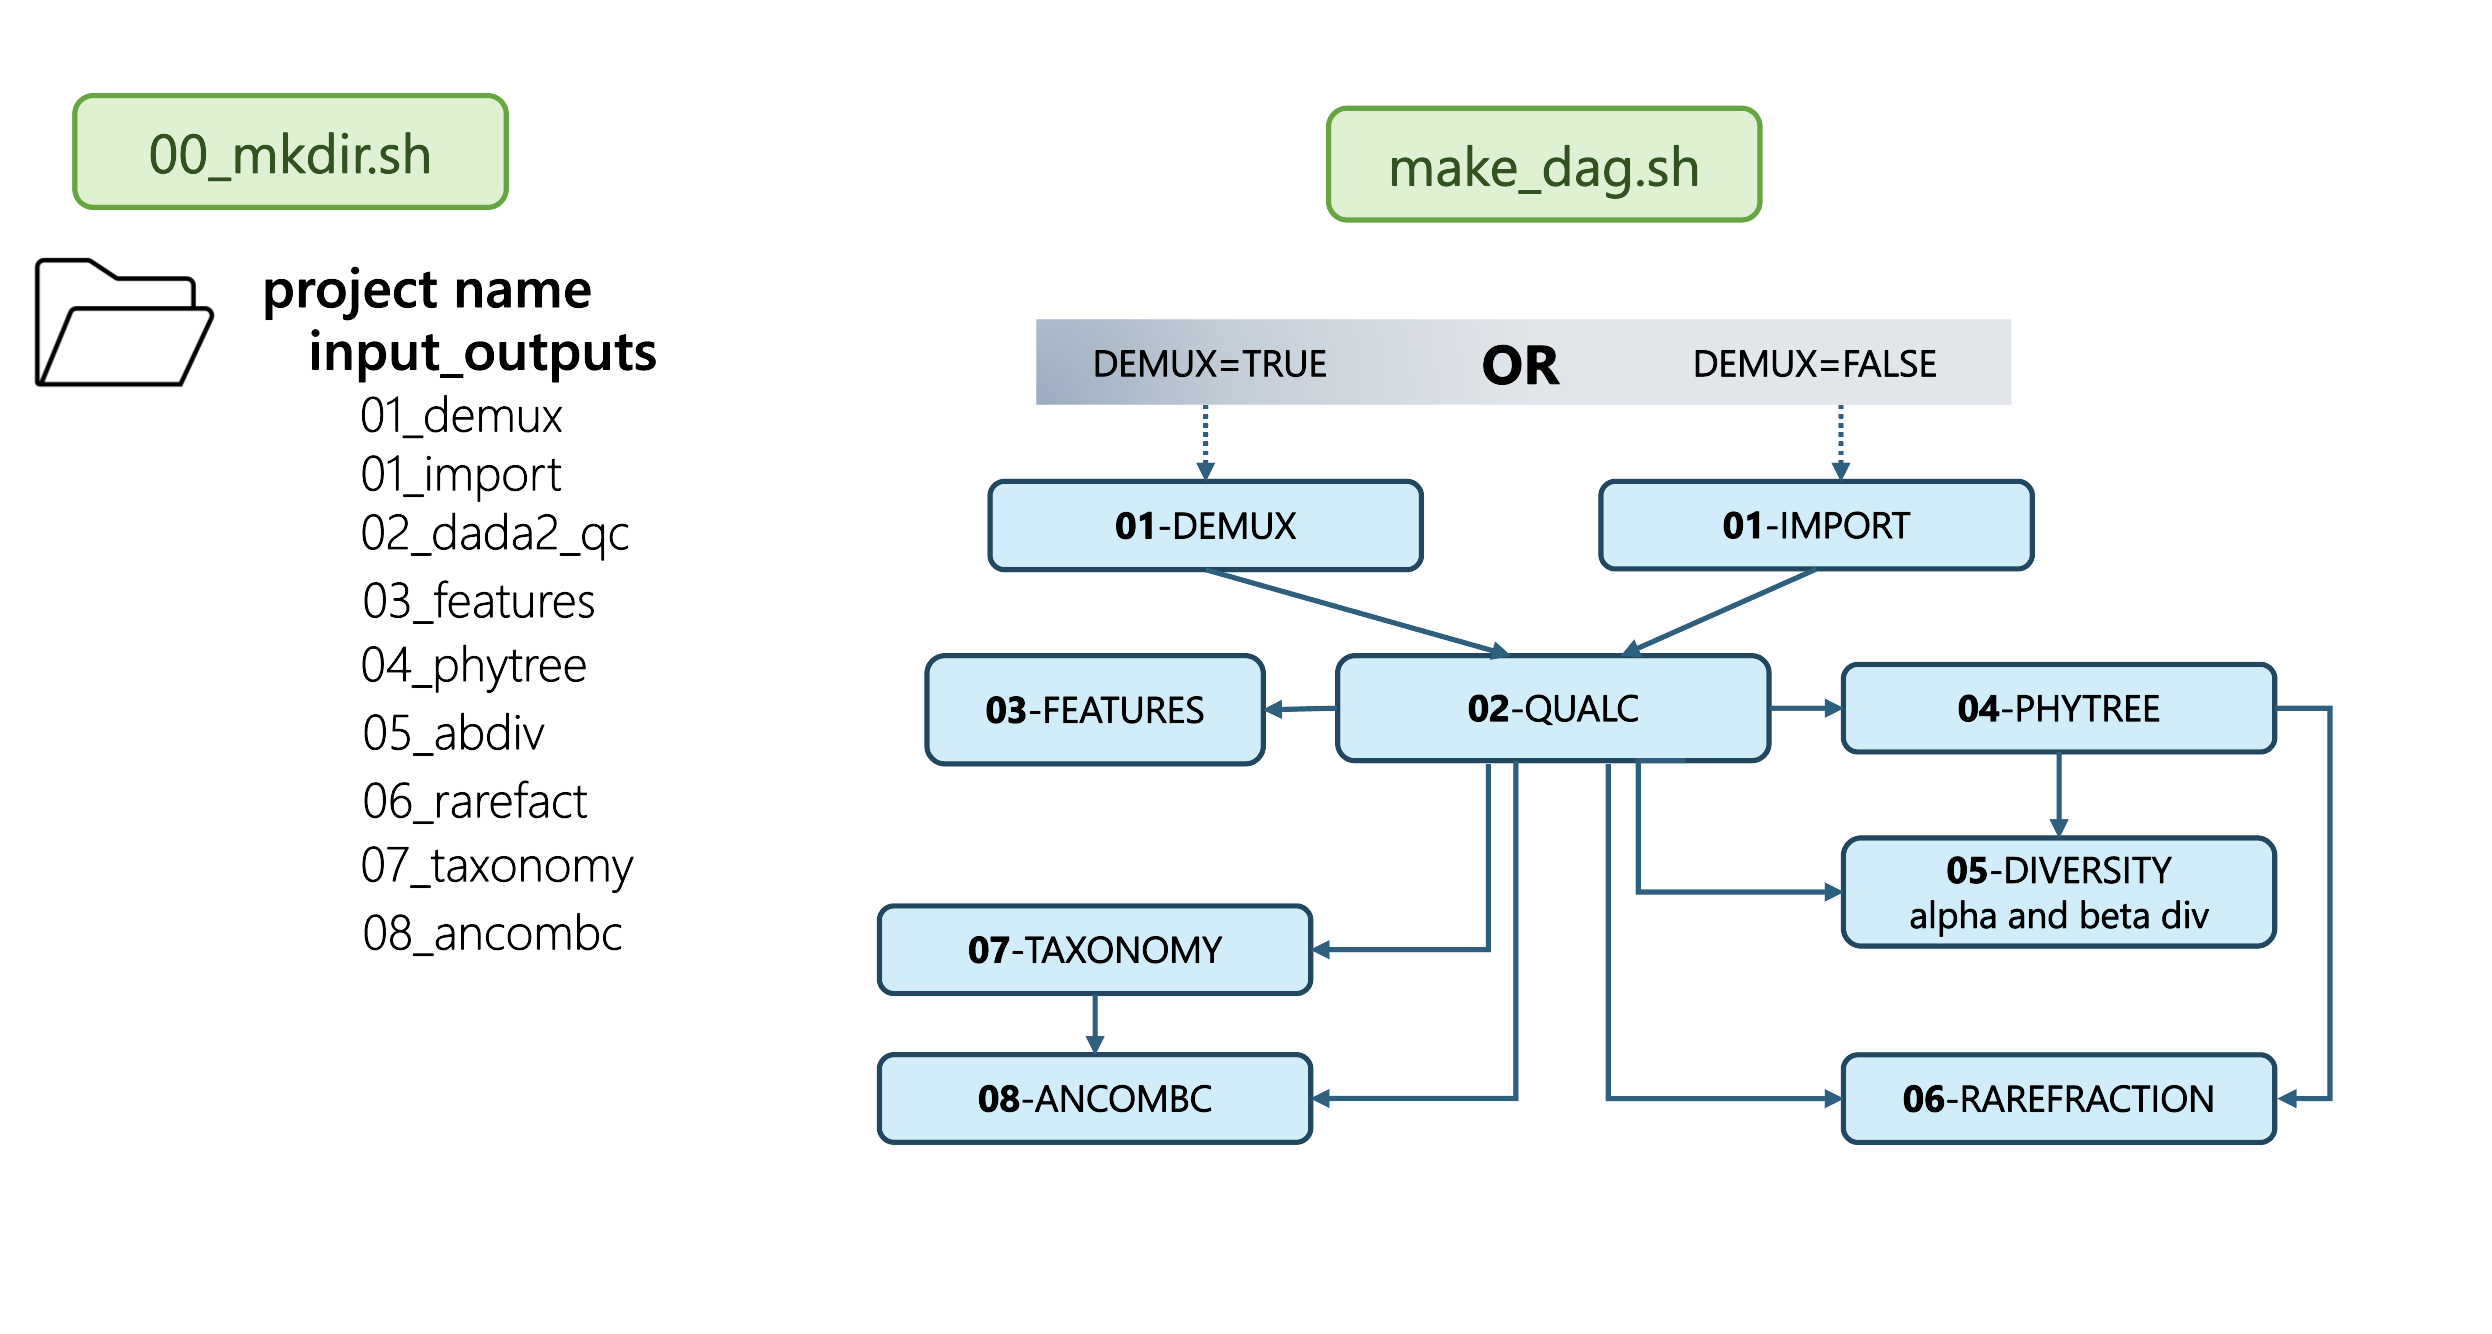 00_mkdir.sh
project name
input_outputs
01_demux
01_import
02_dada2_qc
03_features
04_phytree
05_abdiv
06_rarefact
07_taxonomy
08_ancombc
make_dag.sh
DEMUX=TRUE OR DEMUX=FALSE
01-DEMUX
01-IMPORT
03-FEATURES
02-QUALC
04-PHYTREE
05-DIVERSITY
alpha and beta div
07-TAXONOMY
08-ANCOMBC
06-RAREFRACTION